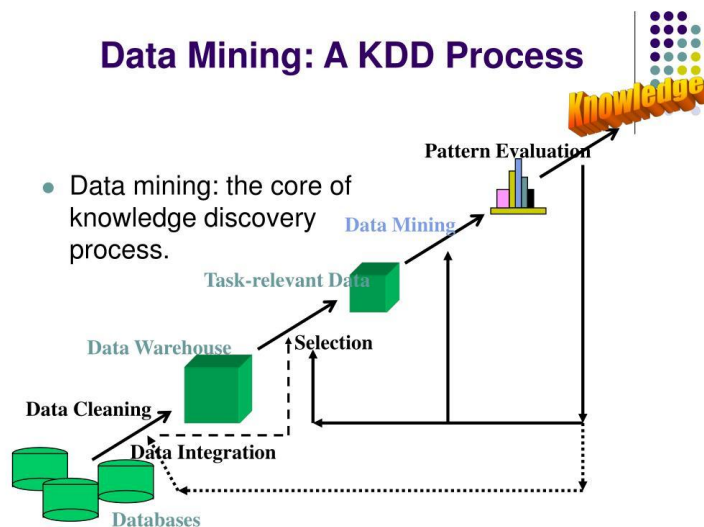 Data Mining: A KDD Process
Knowledge
Pattern Evaluation
Data mining: the core of
knowledge discovery
process.
Data Mining
Task-relevant Data
Selection
Data Warehouse
Data Cleaning
Data Integration
Databases